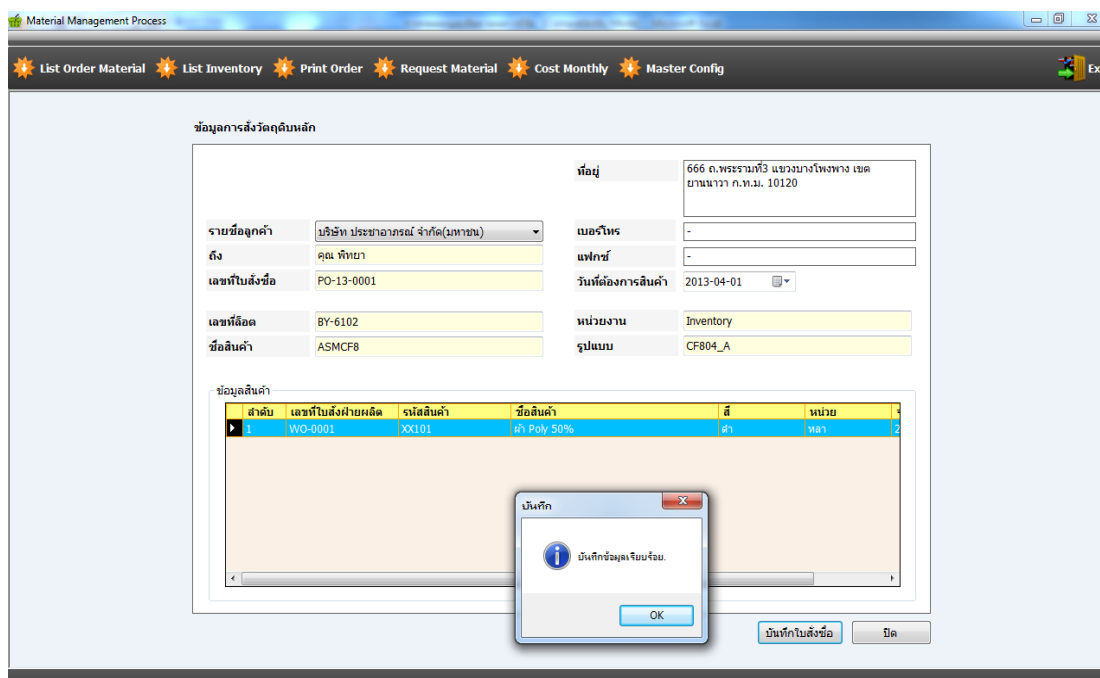 Material Management Process
List Order Material List Inventory Print Order Request Material Cost Monthly Master Config Ex
ข้อมูลการสั่งวัตถุดิบหลัก
ที่อยู่ 666 ถ.พระรามที่3 แขวงบางโพงพาง เขต
ยานนาวา ก.ท.ม. 10120
รายชื่อลูกค้า บริษัท ประชาอาภรณ์ จำกัด(มหาชน) เบอร์โทร -
ถึง คุณ พิทยา แฟกซ์ -
เลขที่ใบสั่งซื่อ PO-13-0001 วันที่ต้องการสินค้า 2013-04-01
เลขที่ล็อต BY-6102 หน่วยงาน Inventory
ชื่อสินค้า ASMCF8 รูปแบบ CF804_A
ข้อมูลสินค้า
สำดับ เลขที่ใบสั่งฝ่ายผลิต รหัสสินค้า ชื่อสินค้า สี หน่วย
1 WO-0001 XX101 ผ้า Poly 50% ดำ หลา 2
บันทึก
บันทึกข้อมูลเรียบร้อย.
OK
บันทึกใบสั่งซื่อ ปิด